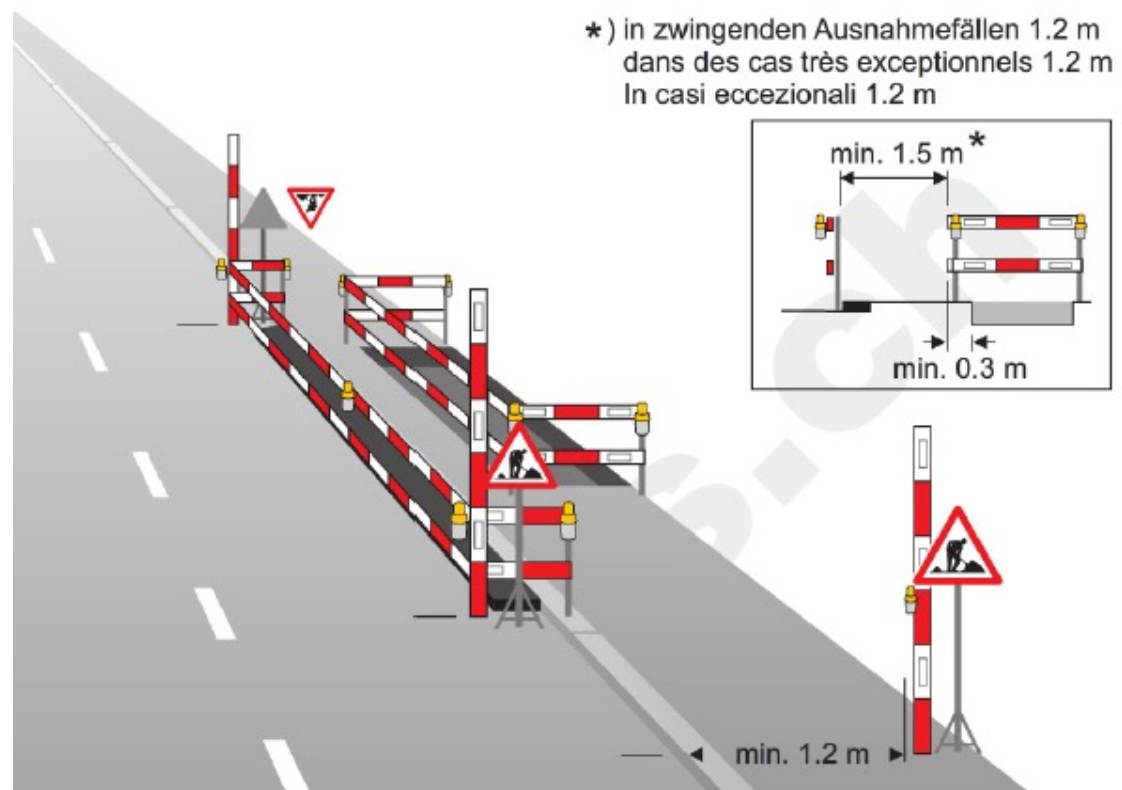 *) in zwingenden Ausnahmefällen 1.2 m
dans des cas très exceptionnels 1.2 m
In casi eccezionali 1.2 m
min. 1.5 m*
min. 0.3 m
min. 1.2 m
s.ch